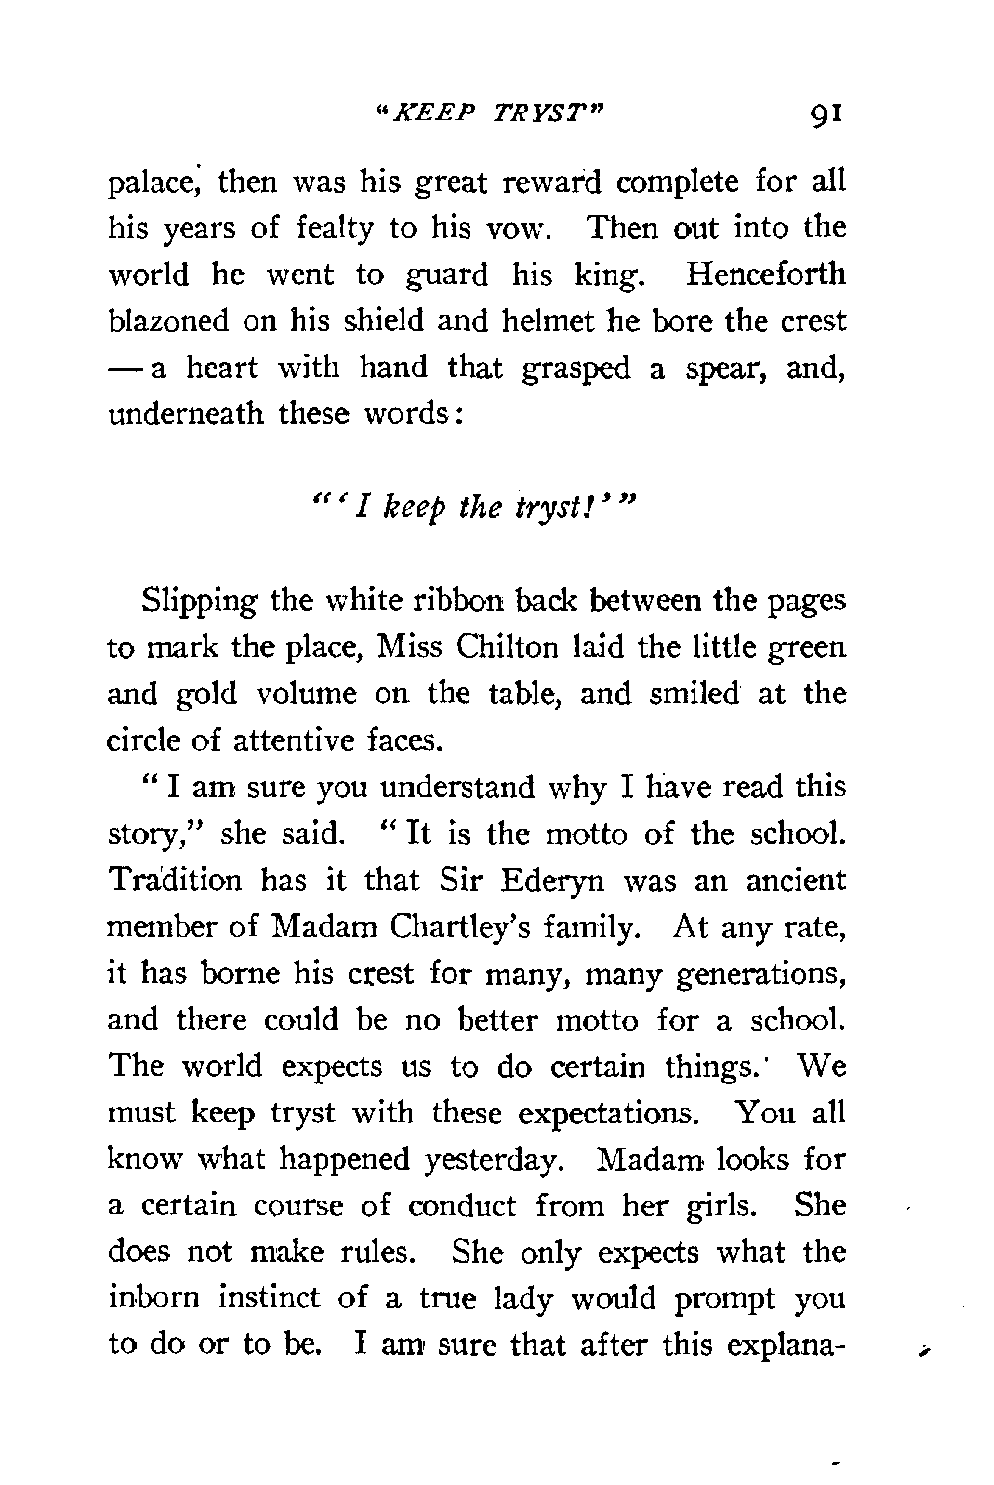 "KEEP TRYST" 91
palace, then was his great reward complete for all
his years of fealty to his vow. Then out into the
world he went to guard his king. Henceforth
blazoned on his shield and helmet he bore the crest
— a heart with hand that grasped a spear, and,
underneath these words:
"'I keep the tryst!'"
Slipping the white ribbon back between the pages
to mark the place, Miss Chilton laid the little green
and gold volume on the table, and smiled at the
circle of attentive faces.
"I am sure you understand why I have read this
story," she said. "It is the motto of the school.
Tradition has it that Sir Ederyn was an ancient
member of Madam Chartley's family. At any rate,
it has borne his crest for many, many generations,
and there could be no better motto for a school.
The world expects us to do certain things. We
must keep tryst with these expectations. You all
know what happened yesterday. Madam looks for
a certain course of conduct from her girls. She
does not make rules. She only expects what the
inborn instinct of a true lady would prompt you
to do or to be. I am sure that after this explana-